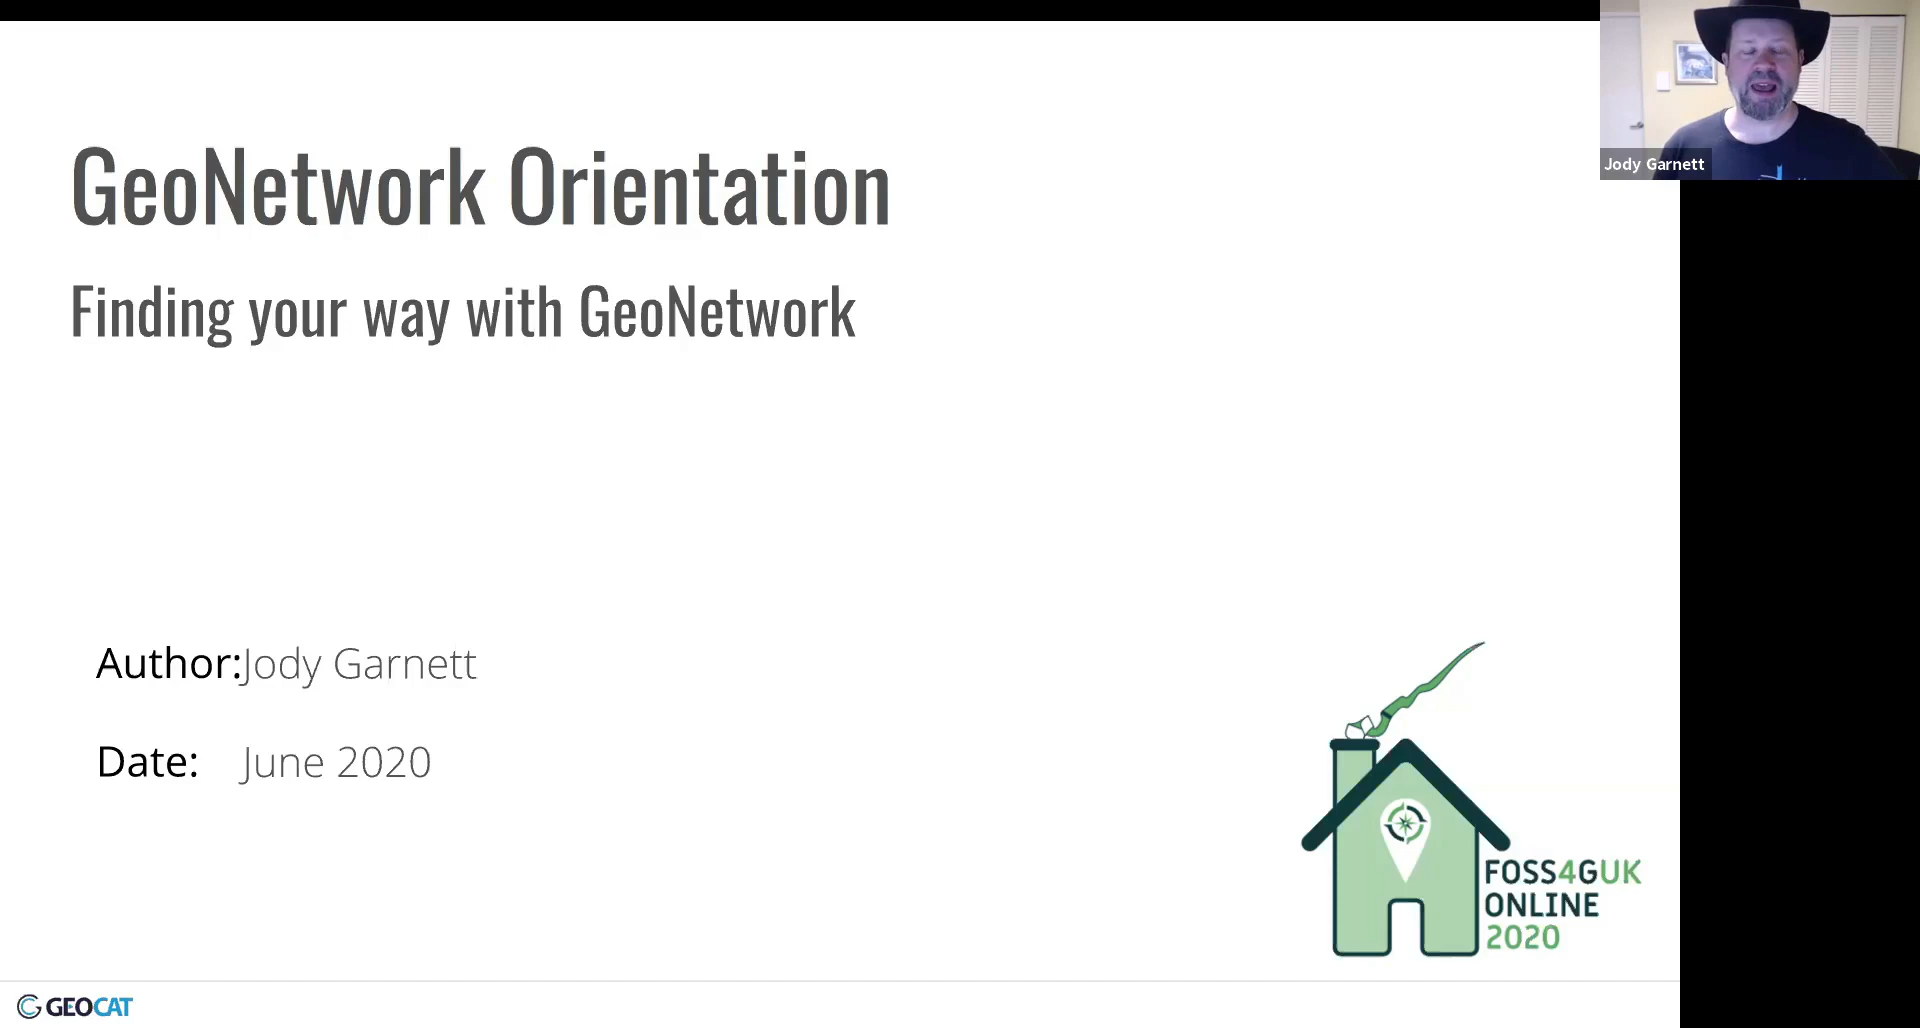 GeoNetwork Orientation
Finding your way with GeoNetwork
Jody Garnett
Author:Jody Garnett
Date: June 2020
FOSS4GUK
ONLINE
2020
GEOCAT